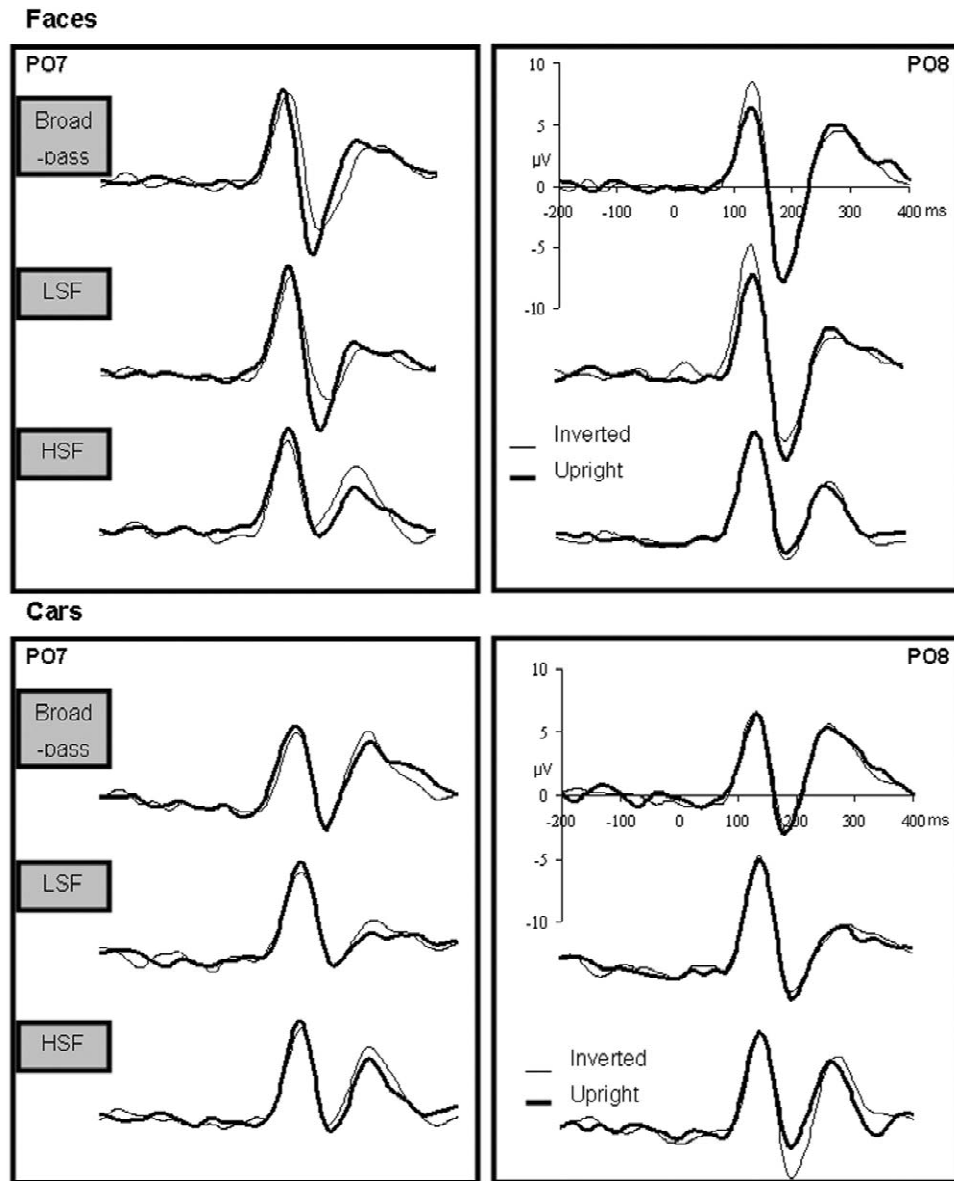 Faces
PO7
Broad
-pass
LSF
HSF
PO8
10
5
µV
0
-200 -100 0 100 200 300 400 ms
-5
-10
Inverted
Upright
Cars
PO7
Broad
-pass
LSF
HSF
PO8
10
5
µV
0
-200 -100 0 100 200 300 400 ms
-5
-10
Inverted
Upright